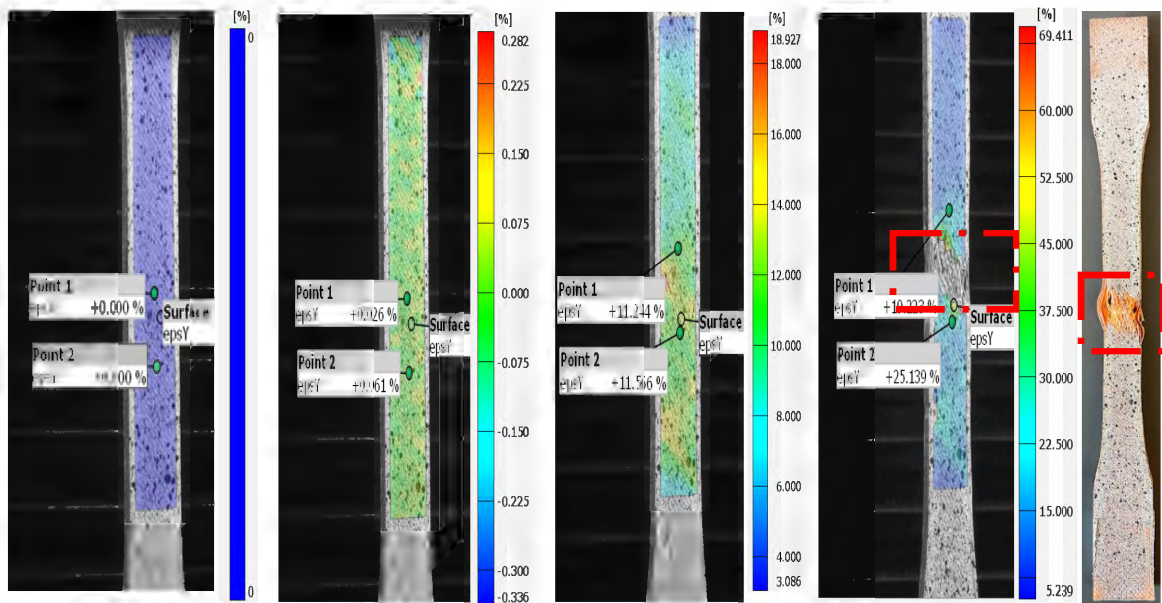 [%]
0
0
Point 1
+0.000 %
Surface
epsY
Point 2
[%]
0.282
0.225
0.150
0.075
0.000
-0.075
-0.150
-0.225
-0.300
-0.336
Point 1
epsY
Surface
epsY
Point 2
epsY +0.061 %
[%]
18.927
18.000
16.000
14.000
12.000
10.000
8.000
6.000
4.000
3.086
Point 1
epsY +11.244 %
Surface
epsY
Point 2
epsY +11.566 %
[%]
69.411
60.000
52.500
45.000
37.500
30.000
22.500
15.000
5.239
Point 1
epsY
Surface
epsY
Point 2
epsY +25.139 %